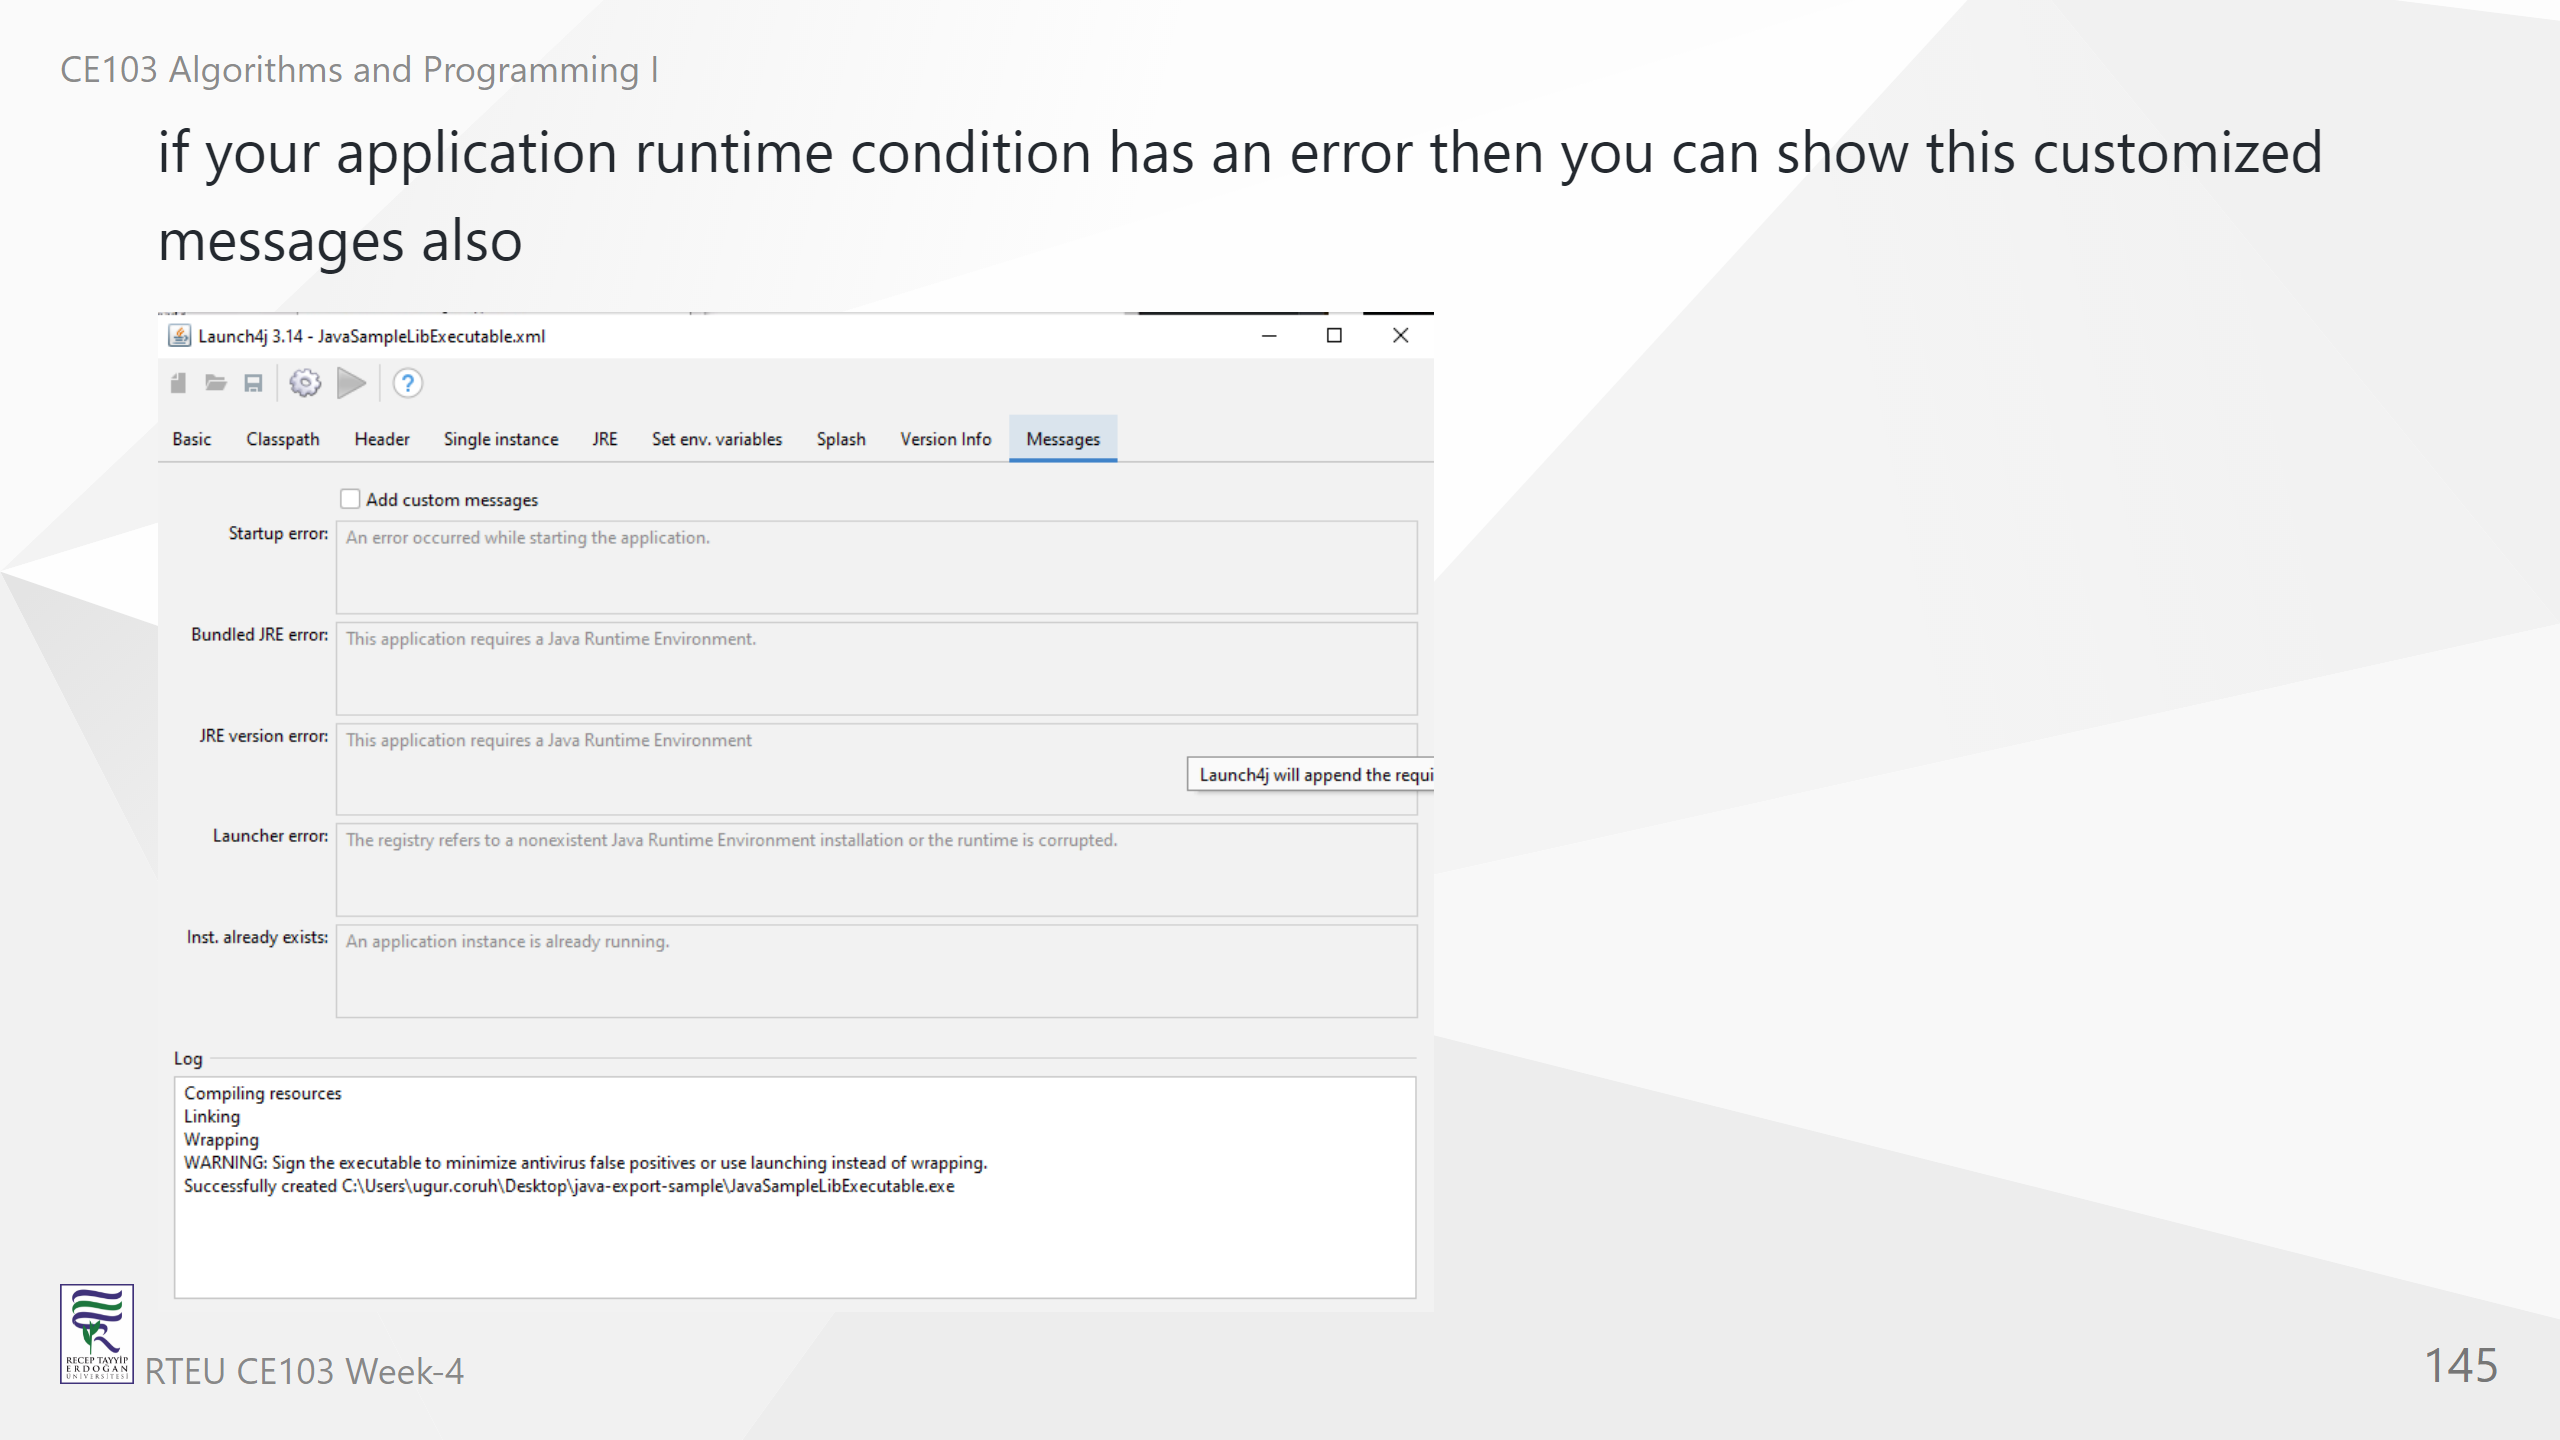 CE103 Algorithms and Programming I
if your application runtime condition has an error then you can show this customized
messages also
Launch4j 3.14 - JavaSampleLibExecutable.xml
Basic Classpath Header Single instance JRE Set env. variables Splash Version Info Messages
Add custom messages
Startup error: An error occurred while starting the application.
Bundled JRE error: This application requires a Java Runtime Environment.
JRE version error: This application requires a Java Runtime Environment
Launch4j will append the requi
Launcher error: The registry refers to a nonexistent Java Runtime Environment installation or the runtime is corrupted.
Inst. already exists: An application instance is already running.
Log
Compiling resources
Linking
Wrapping
WARNING: Sign the executable to minimize antivirus false positives or use launching instead of wrapping.
Successfully created C:\Users\ugur.coruh\Desktop\java-export-sample\JavaSampleLibExecutable.exe
RECEP TAYYİP
ERDOĞAN
ÜNİVERSİTESİ
RTEU CE103 Week-4
145